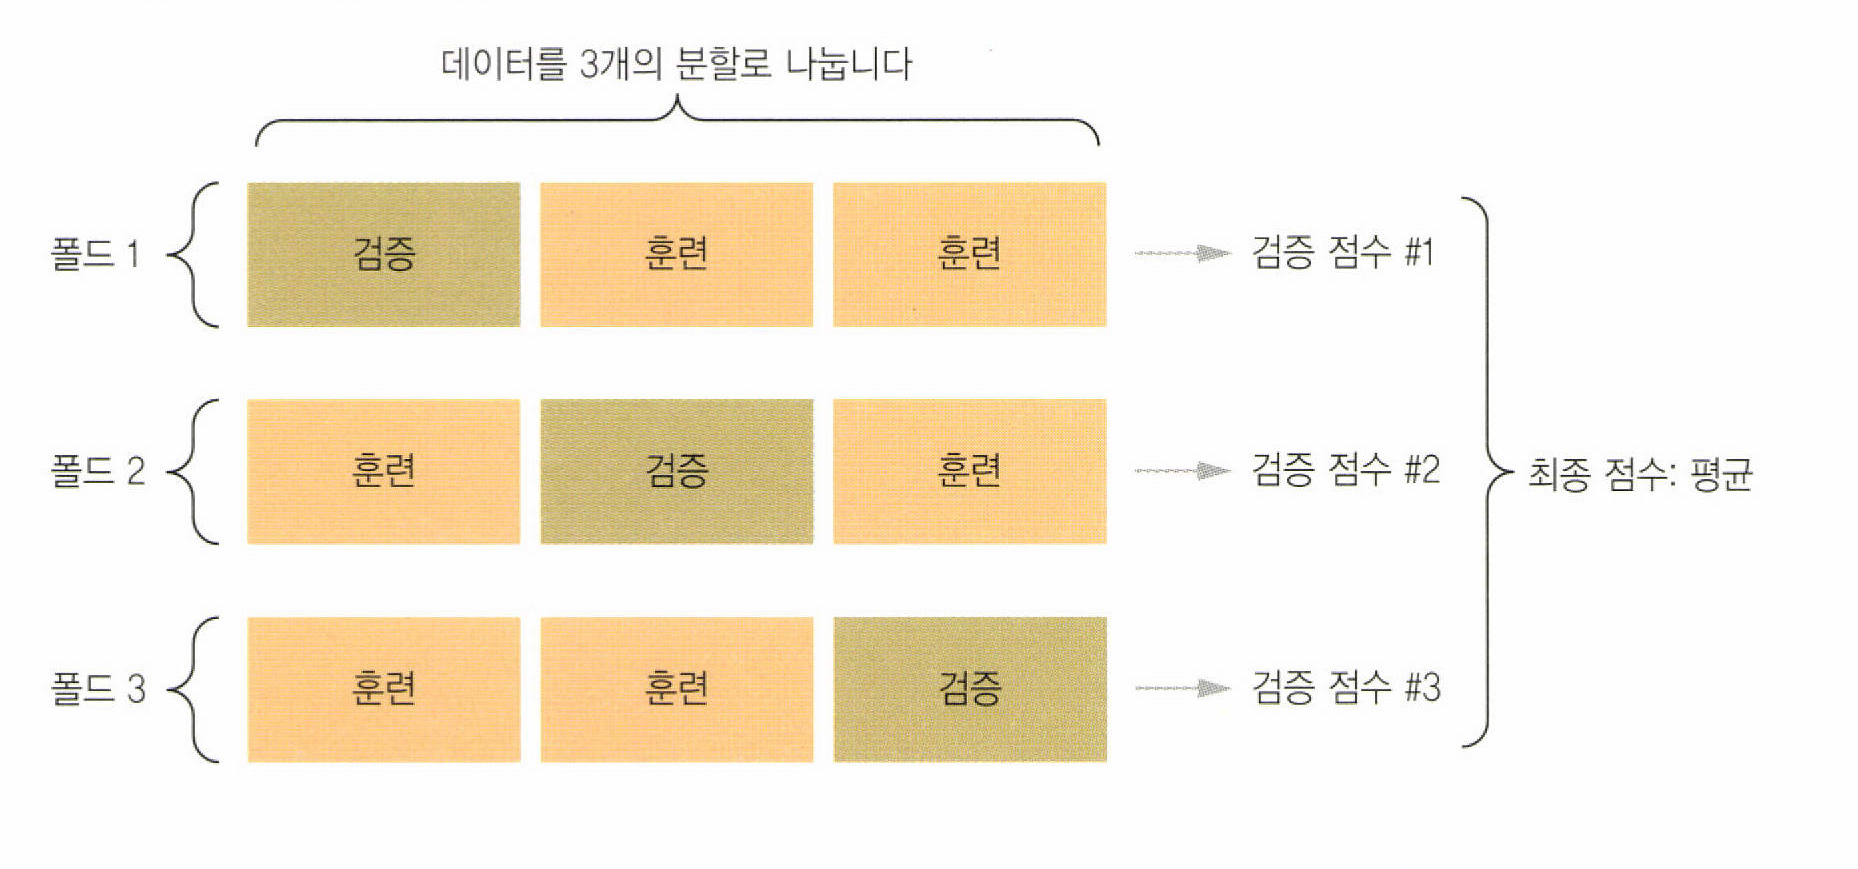 데이터를 3개의 분할로 나눕니다
폴드 1 검증 훈련 훈련 검증 점수 #1
폴드 2 훈련 검증 훈련 검증 점수 #2
최종 점수: 평균
폴드 3 훈련 훈련 검증 검증 점수 #3